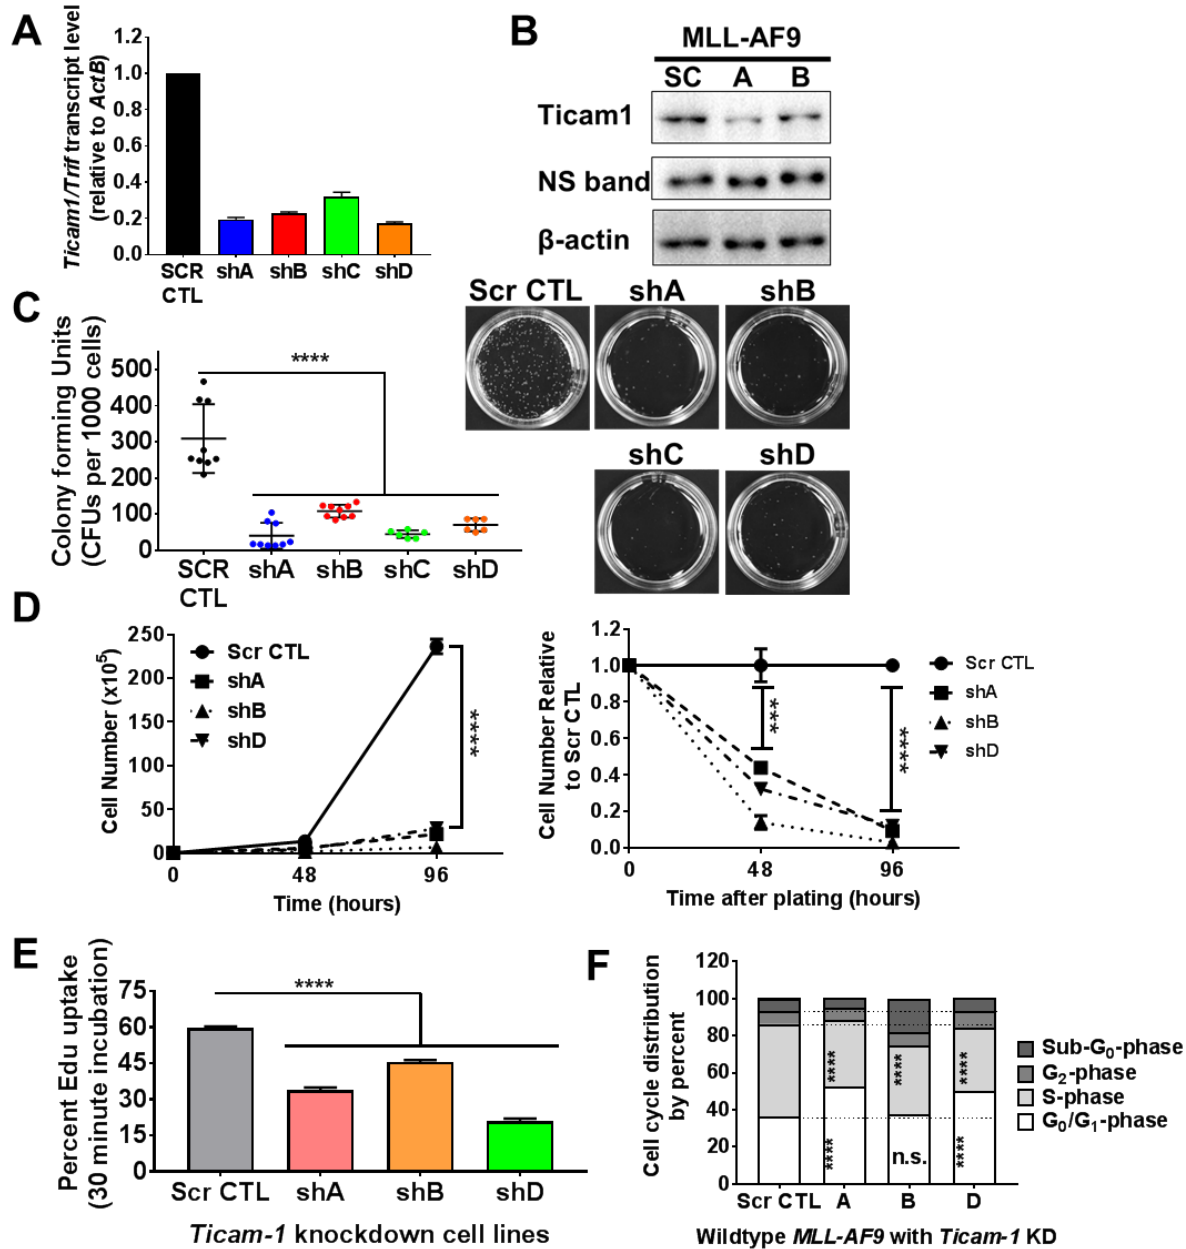 A
Ticam1/Trif transcript level
(relative to ActB)
1.2
1.0
0.8
0.6
0.4
0.2
0.0
SCR
CTL
shA
shB
shC
shD
B
MLL-AF9
SC A B
Ticam1
NS band
β-actin
C
Colony forming Units
(CFUs per 1000 cells)
500
400
300
200
100
0
****
SCR
CTL
shA
shB
shC
shD
Scr CTL
shA
shB
shC
shD
D
Cell Number (x10⁵)
250
200
150
100
50
0
Scr CTL
shA
shB
shD
****
0 48 96
Time (hours)
Cell Number Relative
to Scr CTL
1.2
1.0
0.8
0.6
0.4
0.2
0.0
***
****
Scr CTL
shA
shB
shD
0 48 96
Time after plating (hours)
E
Percent Edu uptake
(30 minute incubation)
75
60
45
30
15
0
****
Scr CTL shA shB shD
Ticam-1 knockdown cell lines
F
Cell cycle distribution
by percent
120
100
80
60
40
20
0
****
****
****
****
n.s.
****
Sub-G₀-phase
G₂-phase
S-phase
G₀/G₁-phase
Scr CTL A B D
Wildtype MLL-AF9 with Ticam-1 KD